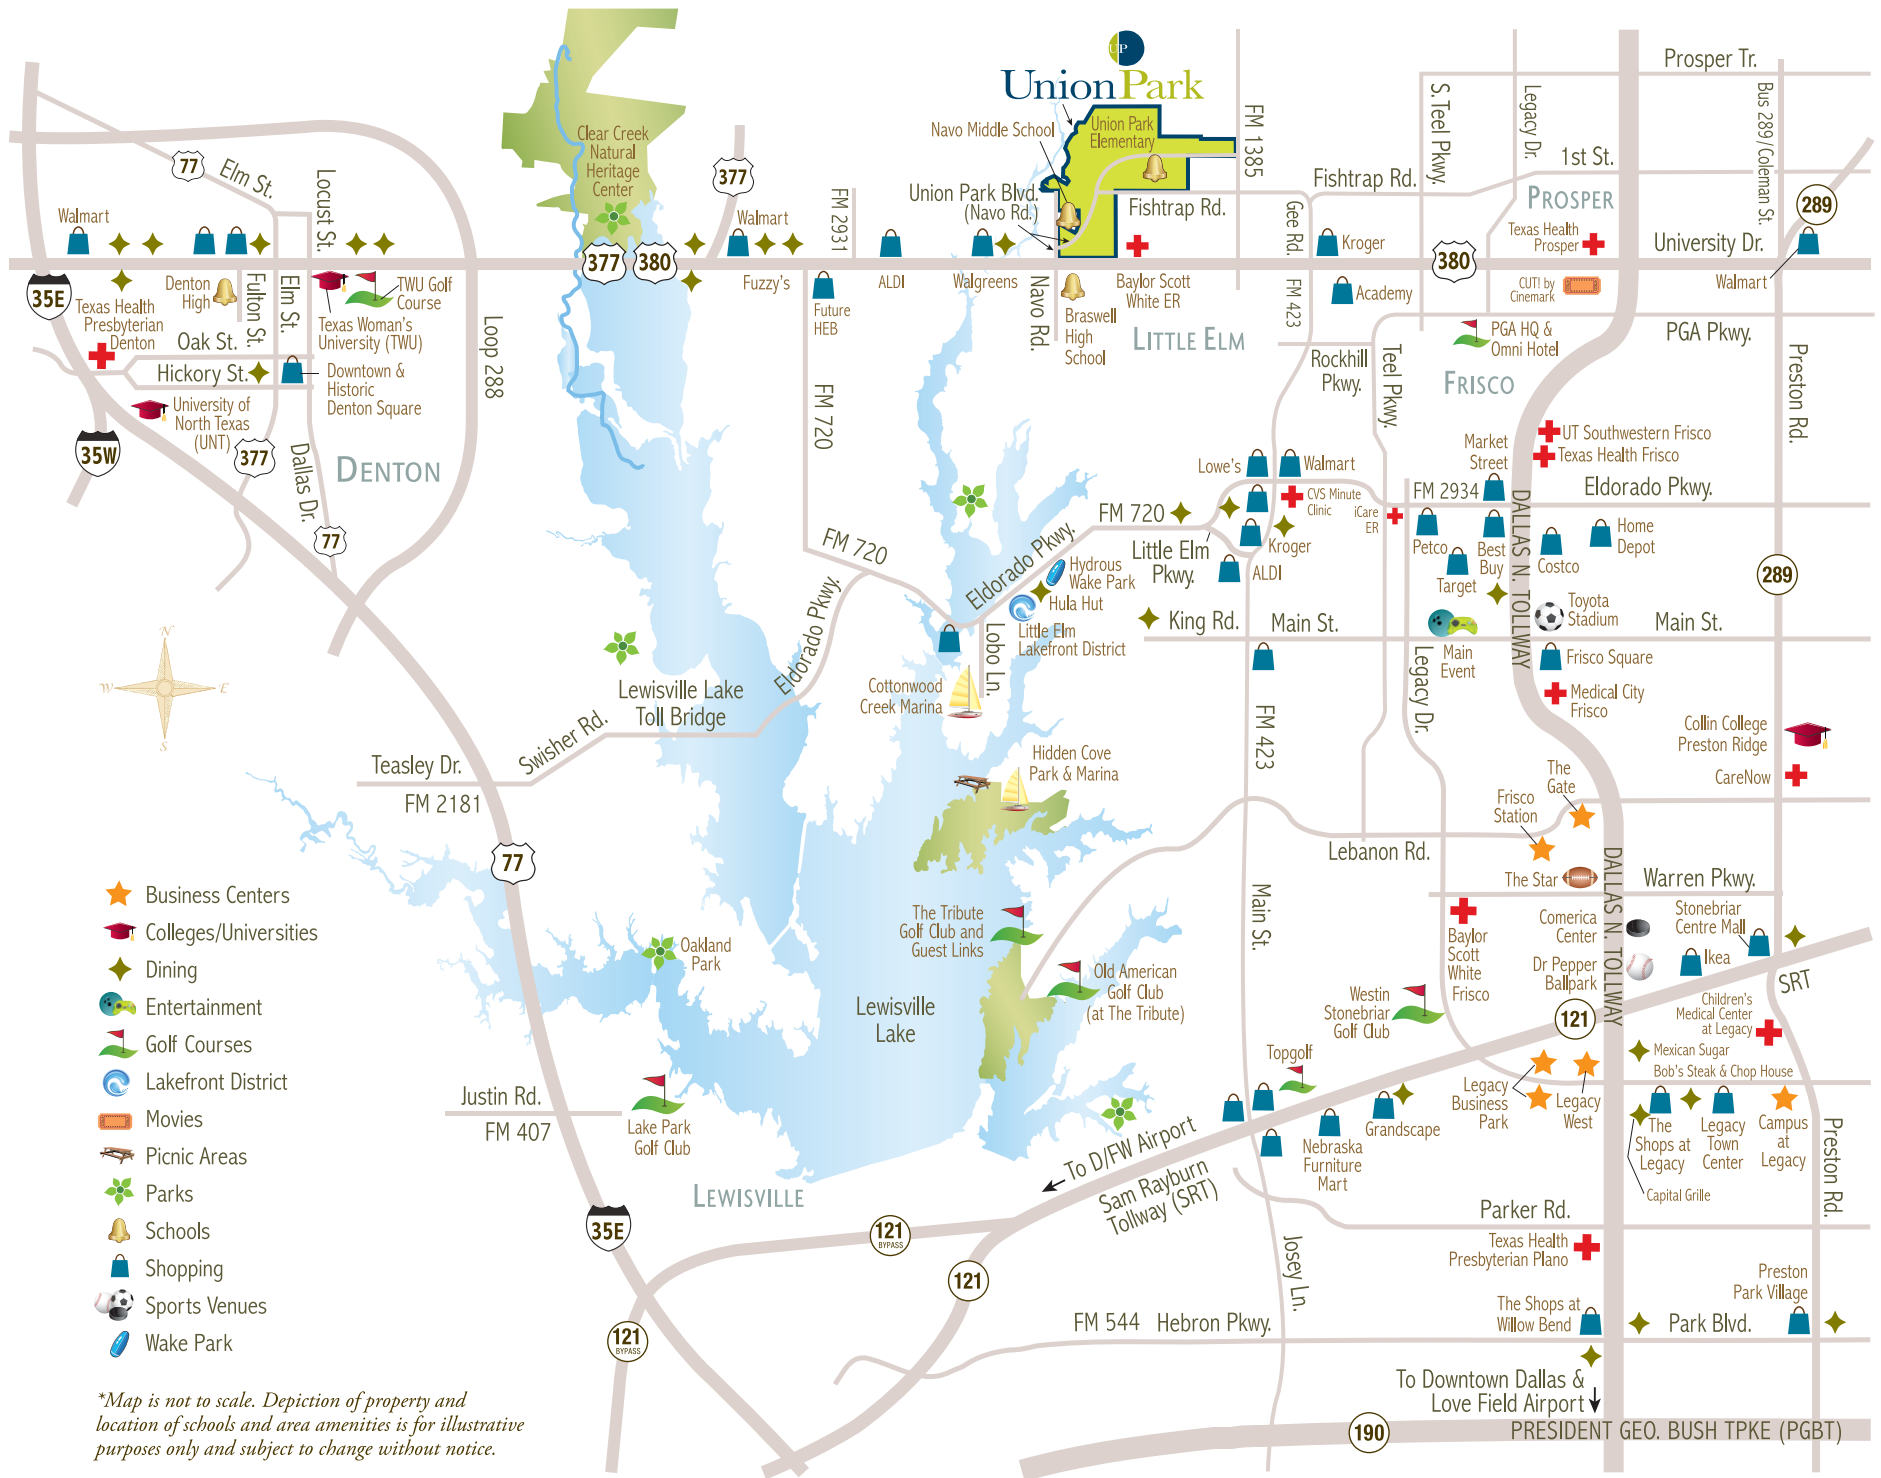 UP
UnionPark
Prosper Tr.
S. Teel Pkwy.
Legacy Dr.
Bus 289/Coleman St.
FM 1385
1st St.
Fishtrap Rd.
PROSPER
289
Navo Middle School
Union Park
Elementary
Union Park Blvd.
(Navo Rd.)
Fishtrap Rd.
Gee Rd.
Kroger
380
Texas Health
Prosper
University Dr.
Walmart
CUT! by
Cinemark
Clear Creek
Natural
Heritage
Center
377
77
Elm St.
Locust St.
Walmart
35E
Texas Health
Presbyterian
Denton
Denton
High
Fulton St.
Elm St.
TWU Golf
Course
Texas Woman's
University (TWU)
Oak St.
Hickory St.
Downtown &
Historic
Denton Square
University of
North Texas
(UNT)
35W
377
Dallas Dr.
77
DENTON
Loop 288
377
380
Walmart
Fuzzy's
FM 2931
Future
HEB
ALDI
Walgreens
Navo Rd.
Braswell
High
School
Baylor Scott
White ER
LITTLE ELM
FM 423
Academy
PGA HQ &
Omni Hotel
PGA Pkwy.
Rockhill
Pkwy.
Teel Pkwy.
FRISCO
Preston Rd.
FM 720
Market
Street
UT Southwestern Frisco
Texas Health Frisco
Lowe's
Walmart
CVS Minute
Clinic
iCare
ER
FM 2934
Eldorado Pkwy.
FM 720
Little Elm
Pkwy.
Kroger
ALDI
Petco
Target
Best
Buy
Costco
Home
Depot
DALLAS N. TOLLWAY
289
FM 720
Eldorado Pkwy.
Eldorado Pkwy.
Hydrous
Wake Park
Hula Hut
Little Elm
Lakefront District
Lobo Ln.
King Rd.
Main St.
Toyota
Stadium
Main St.
Main
Event
Frisco Square
Medical City
Frisco
Legacy Dr.
N
W
E
S
Lewisville Lake
Toll Bridge
Swisher Rd.
Teasley Dr.
FM 2181
Cottonwood
Creek Marina
Hidden Cove
Park & Marina
FM 423
Collin College
Preston Ridge
CareNow
The
Gate
Frisco
Station
Lebanon Rd.
77
The Star
Warren Pkwy.
DALLAS N. TOLLWAY
Business Centers
Colleges/Universities
Dining
Entertainment
Golf Courses
Lakefront District
Movies
Picnic Areas
Parks
Schools
Shopping
Sports Venues
Wake Park
Oakland
Park
The Tribute
Golf Club and
Guest Links
Old American
Golf Club
(at The Tribute)
Lewisville
Lake
Main St.
Baylor
Scott
White
Frisco
Comerica
Center
Dr Pepper
Ballpark
Stonebriar
Centre Mall
Ikea
SRT
Westin
Stonebriar
Golf Club
121
Children's
Medical Center
at Legacy
Mexican Sugar
Bob's Steak & Chop House
Topgolf
Legacy
Business
Park
Legacy
West
The
Shops at
Legacy
Legacy
Town
Center
Campus
at
Legacy
Capital Grille
Preston Rd.
Grandscape
Nebraska
Furniture
Mart
Justin Rd.
FM 407
Lake Park
Golf Club
To D/FW Airport
Sam Rayburn
Tollway (SRT)
LEWISVILLE
35E
121
BYPASS
121
Parker Rd.
Texas Health
Presbyterian Plano
Josey Ln.
Preston
Park Village
The Shops at
Willow Bend
FM 544
Hebron Pkwy.
Park Blvd.
121
BYPASS
To Downtown Dallas &
Love Field Airport
190
PRESIDENT GEO. BUSH TPKE (PGBT)
*Map is not to scale. Depiction of property and
location of schools and area amenities is for illustrative
purposes only and subject to change without notice.